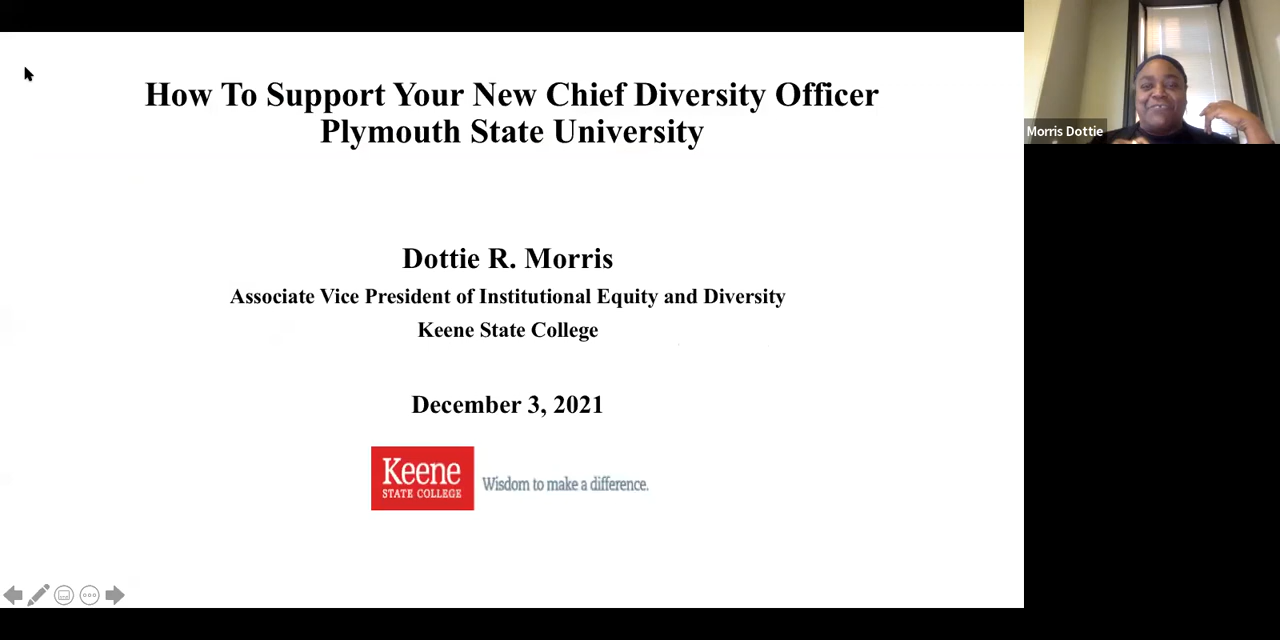 How To Support Your New Chief Diversity Officer
Plymouth State University
Morris Dottie
Dottie R. Morris
Associate Vice President of Institutional Equity and Diversity
Keene State College
December 3, 2021
Keene
STATE COLLEGE
Wisdom to make a difference.